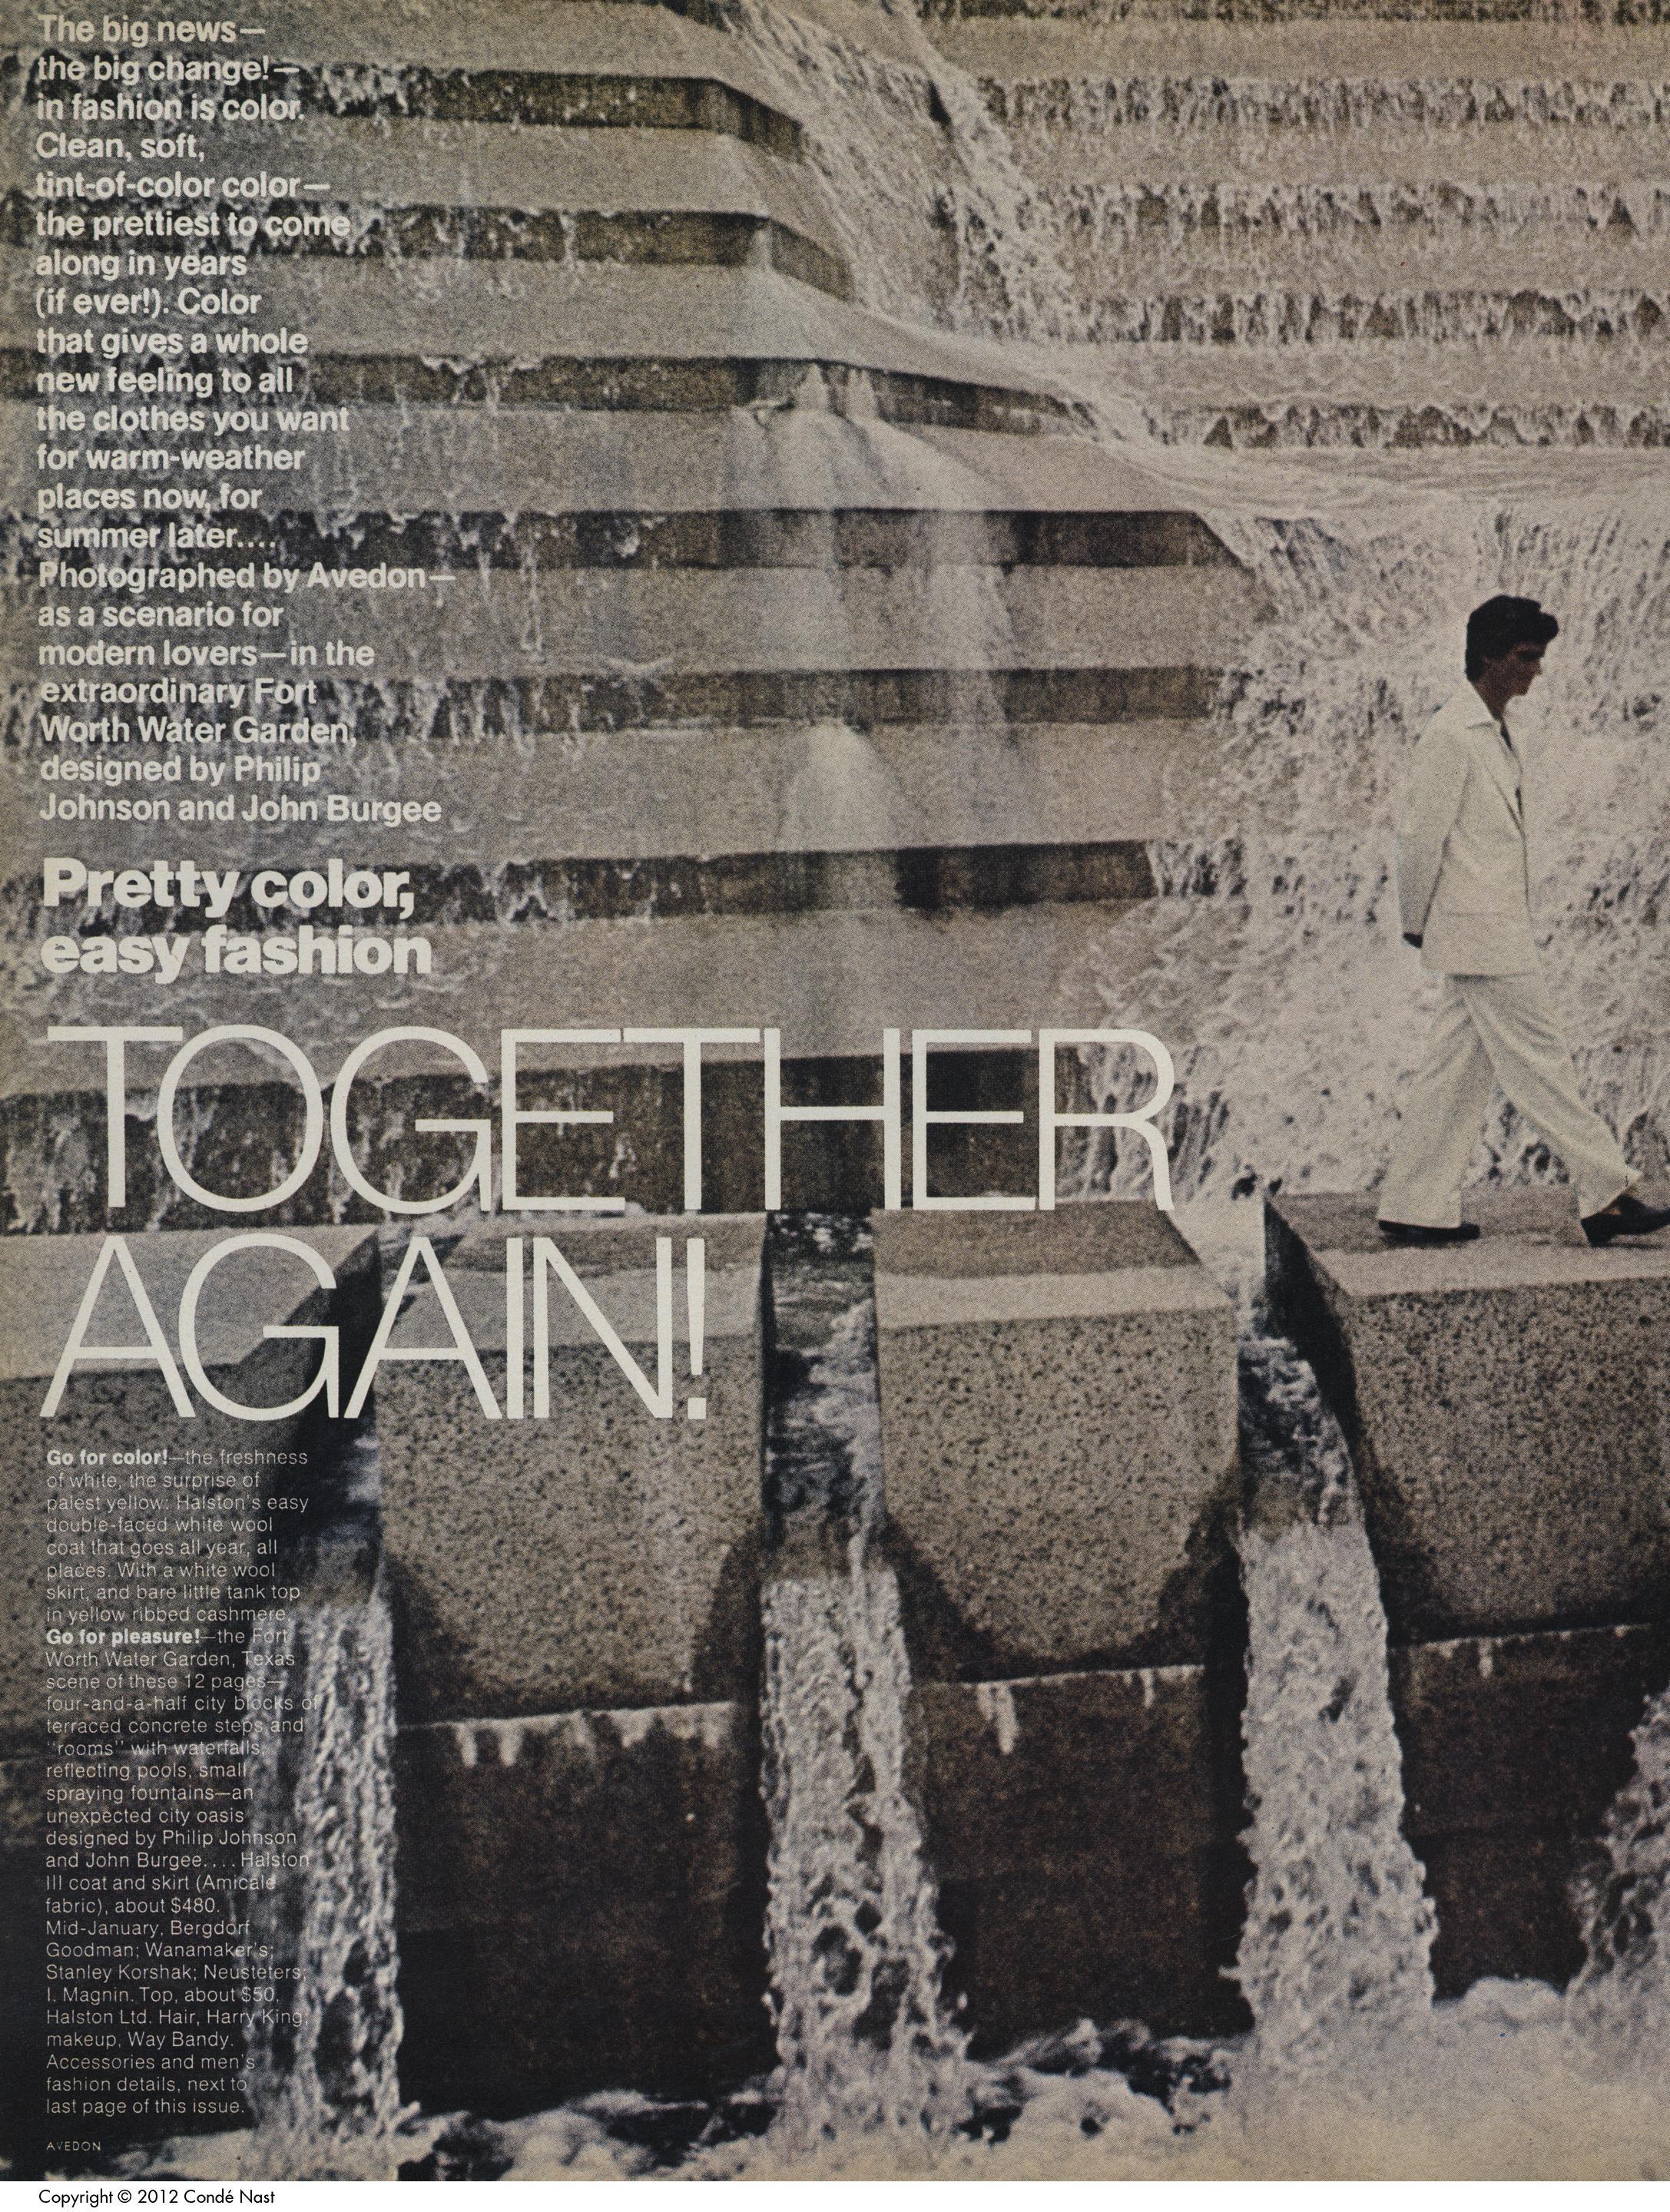 The big news—
the big change!—
in fashion is color.
Clean, soft,
tint-of-color color—
the prettiest to come
along in years
(if ever!). Color
that gives a whole
new feeling to all
the clothes you want
for warm-weather
places now, for
summer later....
Photographed by Avedon—
as a scenario for
modern lovers—in the
extraordinary Fort
Worth Water Garden,
designed by Philip
Johnson and John Burgee
Pretty color,
easy fashion
TOGETHER
AGAIN!
Go for color!—the freshness
of white, the surprise of
palest yellow: Halston's easy
double-faced white wool
coat that goes all year, all
places. With a white wool
skirt, and bare little tank top
in yellow ribbed cashmere.
Go for pleasure!—the Fort
Worth Water Garden, Texas
scene of these 12 pages—
four-and-a-half city blocks of
terraced concrete steps and
"rooms" with waterfalls,
reflecting pools, small
spraying fountains—an
unexpected city oasis
designed by Philip Johnson
and John Burgee.... Halston
III coat and skirt (Amicale
fabric), about $480.
Mid-January, Bergdorf
Goodman; Wanamaker's;
Stanley Korshak; Neusteters;
I. Magnin. Top, about $50,
Halston Ltd. Hair, Harry King;
makeup, Way Bandy.
Accessories and men's
fashion details, next to
last page of this issue.
AVEDON
Copyright © 2012 Condé Nast